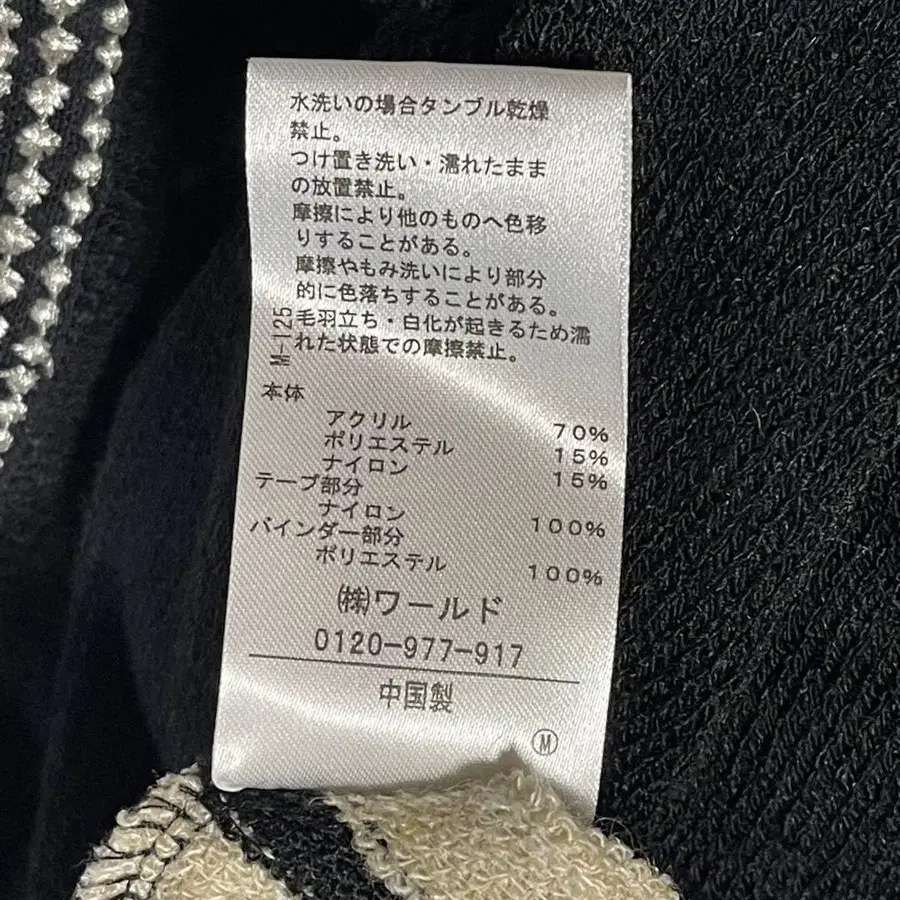 水洗いの場合タンブル乾燥
禁止。
つけ置き洗い・濡れたまま
の放置禁止。
摩擦により他のものへ色移
りすることがある。
摩擦やもみ洗いにより部分
的に色落ちすることがある。
毛羽立ち・白化が起きるため濡
れた状態での摩擦禁止。
M-125
本体
アクリル 70%
ポリエステル 15%
ナイロン 15%
テープ部分
ナイロン 100%
バインダー部分
ポリエステル 100%
㈱ワールド
0120-977-917
中国製
Ⓜ